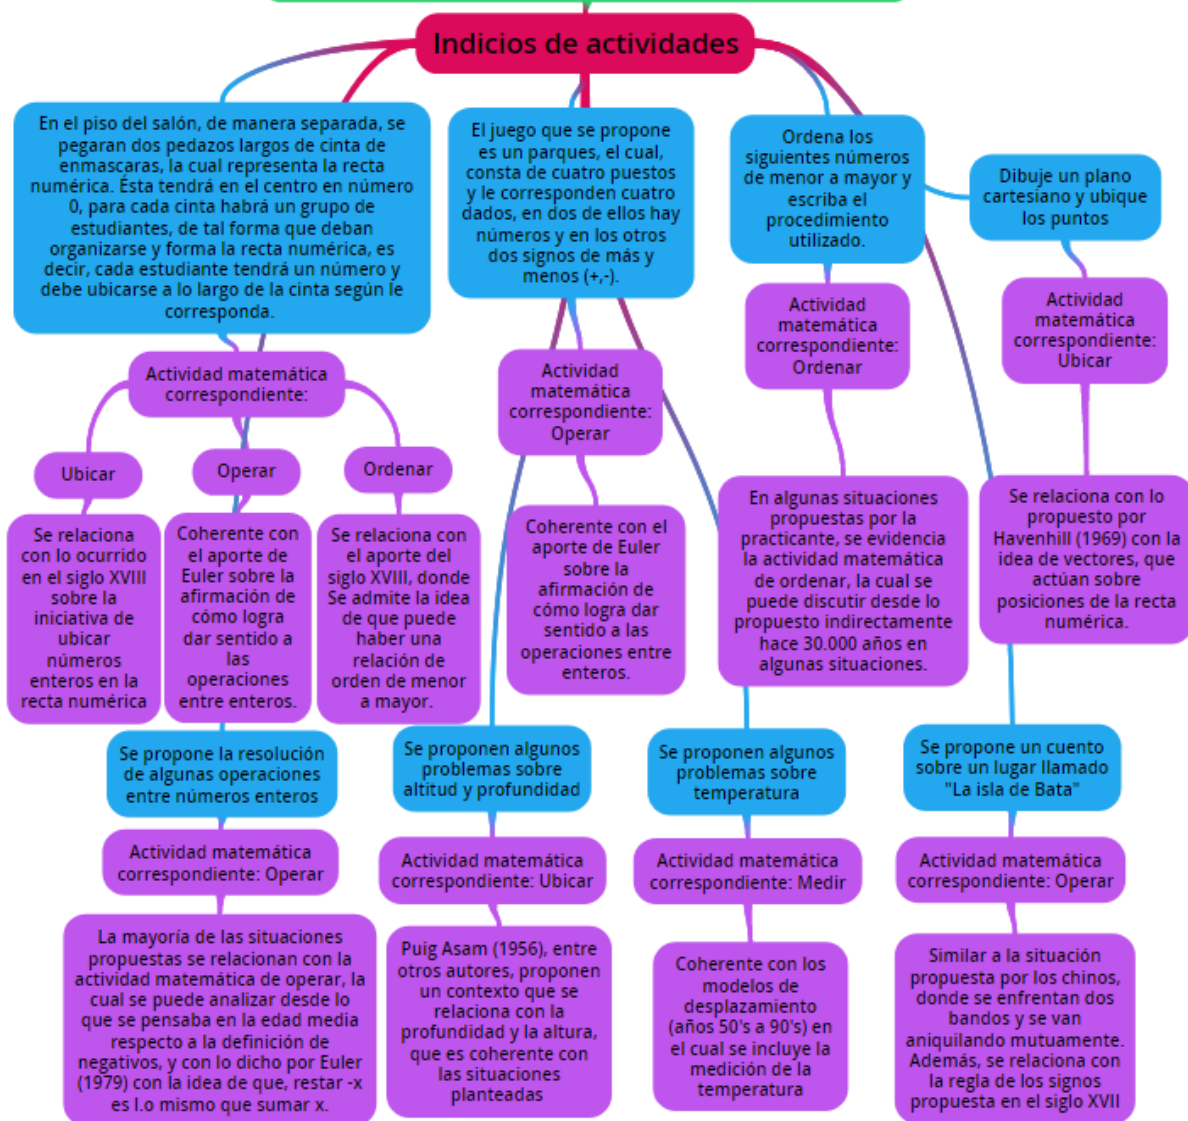 Indicios de actividades
En el piso del salón, de manera separada, se
pegaran dos pedazos largos de cinta de
enmascaras, la cual representa la recta
numérica. Ésta tendrá en el centro en número
0, para cada cinta habrá un grupo de
estudiantes, de tal forma que deban
organizarse y forma la recta numérica, es
decir, cada estudiante tendrá un número y
debe ubicarse a lo largo de la cinta según le
corresponda.
El juego que se propone
es un parques, el cual,
consta de cuatro puestos
y le corresponden cuatro
dados, en dos de ellos hay
números y en los otros
dos signos de más y
menos (+,-).
Ordena los
siguientes números
de menor a mayor y
escriba el
procedimiento
utilizado.
Dibuje un plano
cartesiano y ubique
los puntos
Actividad matemática
correspondiente:
Actividad
matemática
correspondiente:
Operar
Actividad
matemática
correspondiente:
Ordenar
Actividad
matemática
correspondiente:
Ubicar
Ubicar
Operar
Ordenar
Se relaciona
con lo ocurrido
en el siglo XVIII
sobre la
iniciativa de
ubicar
números
enteros en la
recta numérica
Coherente con
el aporte de
Euler sobre la
afirmación de
cómo logra
dar sentido a
las
operaciones
entre enteros.
Se relaciona con
el aporte del
siglo XVIII, donde
Se admite la idea
de que puede
haber una
relación de
orden de menor
a mayor.
Coherente con el
aporte de Euler
sobre la
afirmación de
cómo logra dar
sentido a las
operaciones entre
enteros.
En algunas situaciones
propuestas por la
practicante, se evidencia
la actividad matemática
de ordenar, la cual se
puede discutir desde lo
propuesto indirectamente
hace 30.000 años en
algunas situaciones.
Se relaciona con lo
propuesto por
Havenhill (1969) con la
idea de vectores, que
actúan sobre
posiciones de la recta
numérica.
Se propone la resolución
de algunas operaciones
entre números enteros
Se proponen algunos
problemas sobre
altitud y profundidad
Se proponen algunos
problemas sobre
temperatura
Se propone un cuento
sobre un lugar llamado
"La isla de Bata"
Actividad matemática
correspondiente: Operar
Actividad matemática
correspondiente: Ubicar
Actividad matemática
correspondiente: Medir
Actividad matemática
correspondiente: Operar
La mayoría de las situaciones
propuestas se relacionan con la
actividad matemática de operar, la
cual se puede analizar desde lo
que se pensaba en la edad media
respecto a la definición de
negativos, y con lo dicho por Euler
(1979) con la idea de que, restar -x
es l.o mismo que sumar x.
Puig Asam (1956), entre
otros autores, proponen
un contexto que se
relaciona con la
profundidad y la altura,
que es coherente con
las situaciones
planteadas
Coherente con los
modelos de
desplazamiento
(años 50's a 90's) en
el cual se incluye la
medición de la
temperatura
Similar a la situación
propuesta por los chinos,
donde se enfrentan dos
bandos y se van
aniquilando mutuamente.
Además, se relaciona con
la regla de los signos
propuesta en el siglo XVII